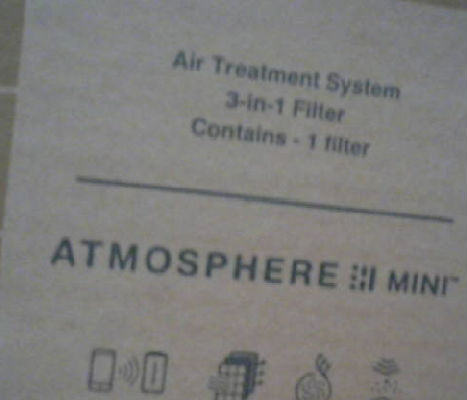 Air Treatment System
3-in-1 Filter
Contains - 1 filter
ATMOSPHERE MINI™